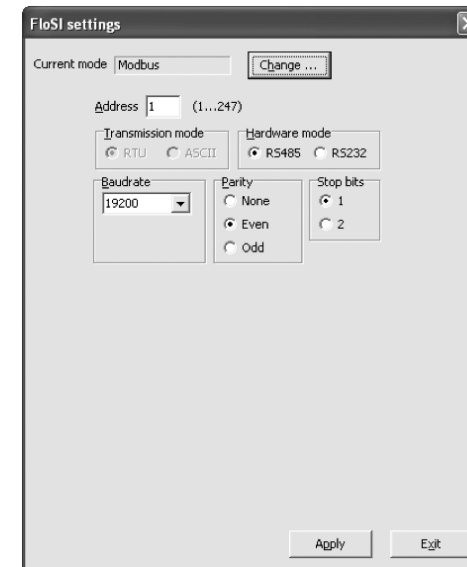 FloSI settings
Current mode Modbus Change ...
Address 1 (1...247)
Transmission mode Hardware mode
RTU ASCII RS485 RS232
Baudrate Parity Stop bits
19200 None 1
Even 2
Odd
Apply Exit